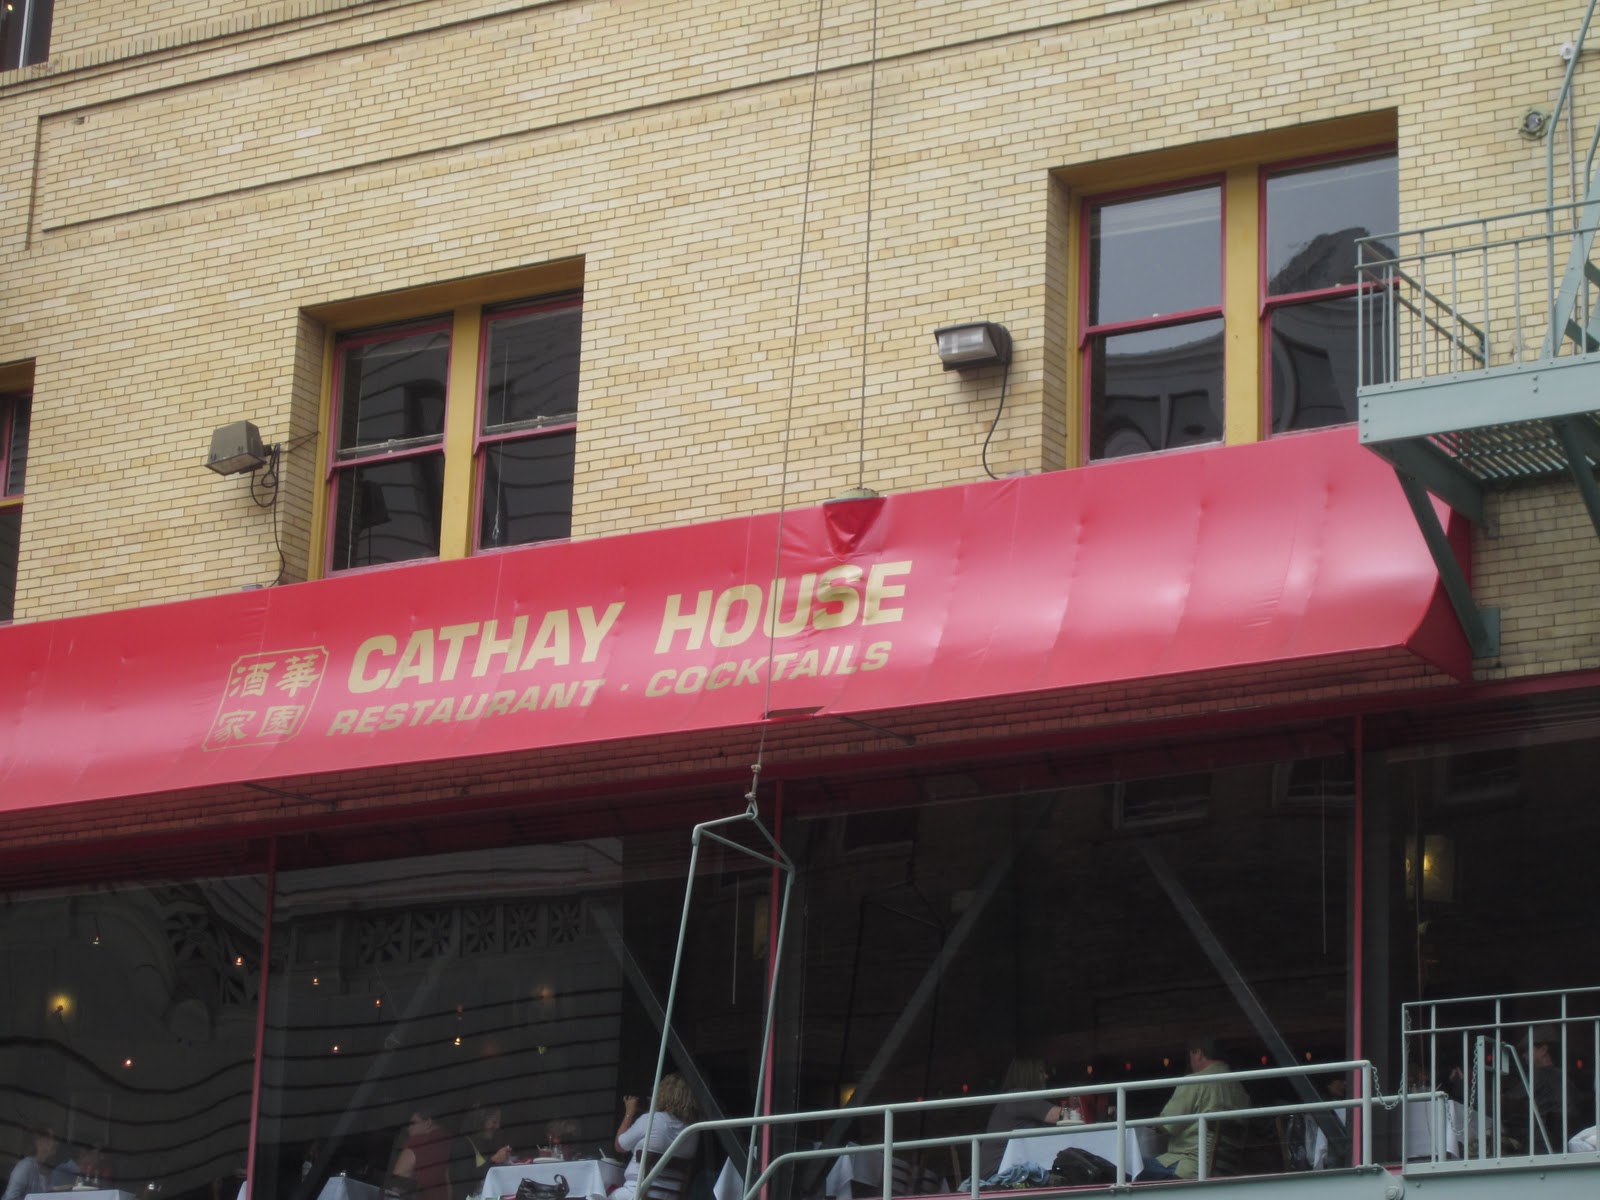 華園
酒家
CATHAY HOUSE
RESTAURANT · COCKTAILS